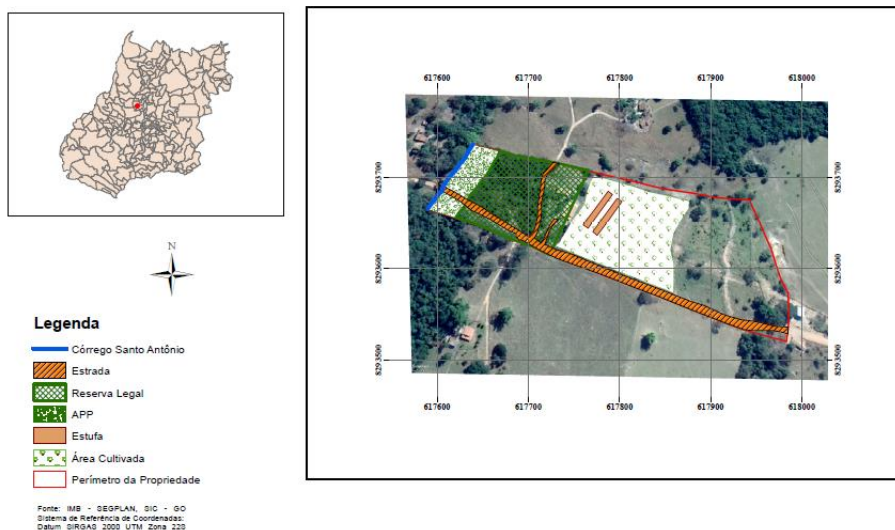 617600 617700 617800 617900 618000
8293700 8293700
8293600 8293600
8293500 8293500
617600 617700 617800 617900 618000
N
Legenda
Córrego Santo Antônio
Estrada
Reserva Legal
APP
Estufa
Área Cultivada
Perímetro da Propriedade
Fonte: IMB - SEGPLAN, SIC - GO
Sistema de Referência de Coordenadas:
Datum SIRGAS 2000 UTM Zona 22S